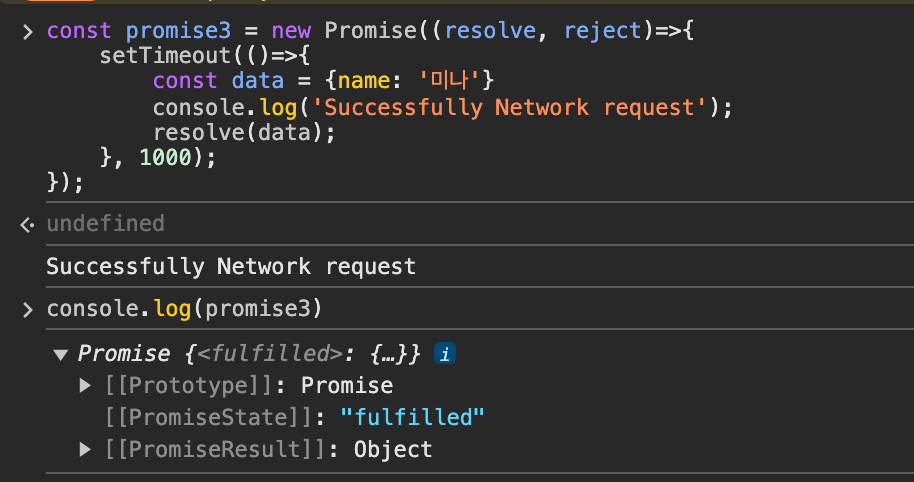 const promise3 = new Promise((resolve, reject)=>{
    setTimeout(()=>{
        const data = {name: '미나'}
        console.log('Successfully Network request');
        resolve(data);
    }, 1000);
});
undefined
Successfully Network request
console.log(promise3)
Promise {<fulfilled>: {…}} i
[[Prototype]]: Promise
[[PromiseState]]: "fulfilled"
[[PromiseResult]]: Object